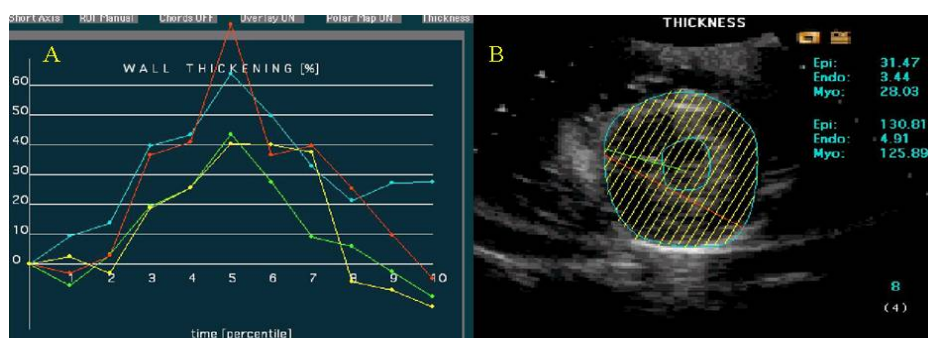 Short Axis ROI Manual Chords OFF Overlay ON Polar Map ON Thickness
A
WALL THICKENING [%]
60
50
40
30
20
10
0
1 2 3 4 5 6 7 8 9 10
time [percentile]
THICKNESS
B
Epi: 31.47
Endo: 3.44
Myo: 28.03
Epi: 130.81
Endo: 4.91
Myo: 125.89
8
(4)